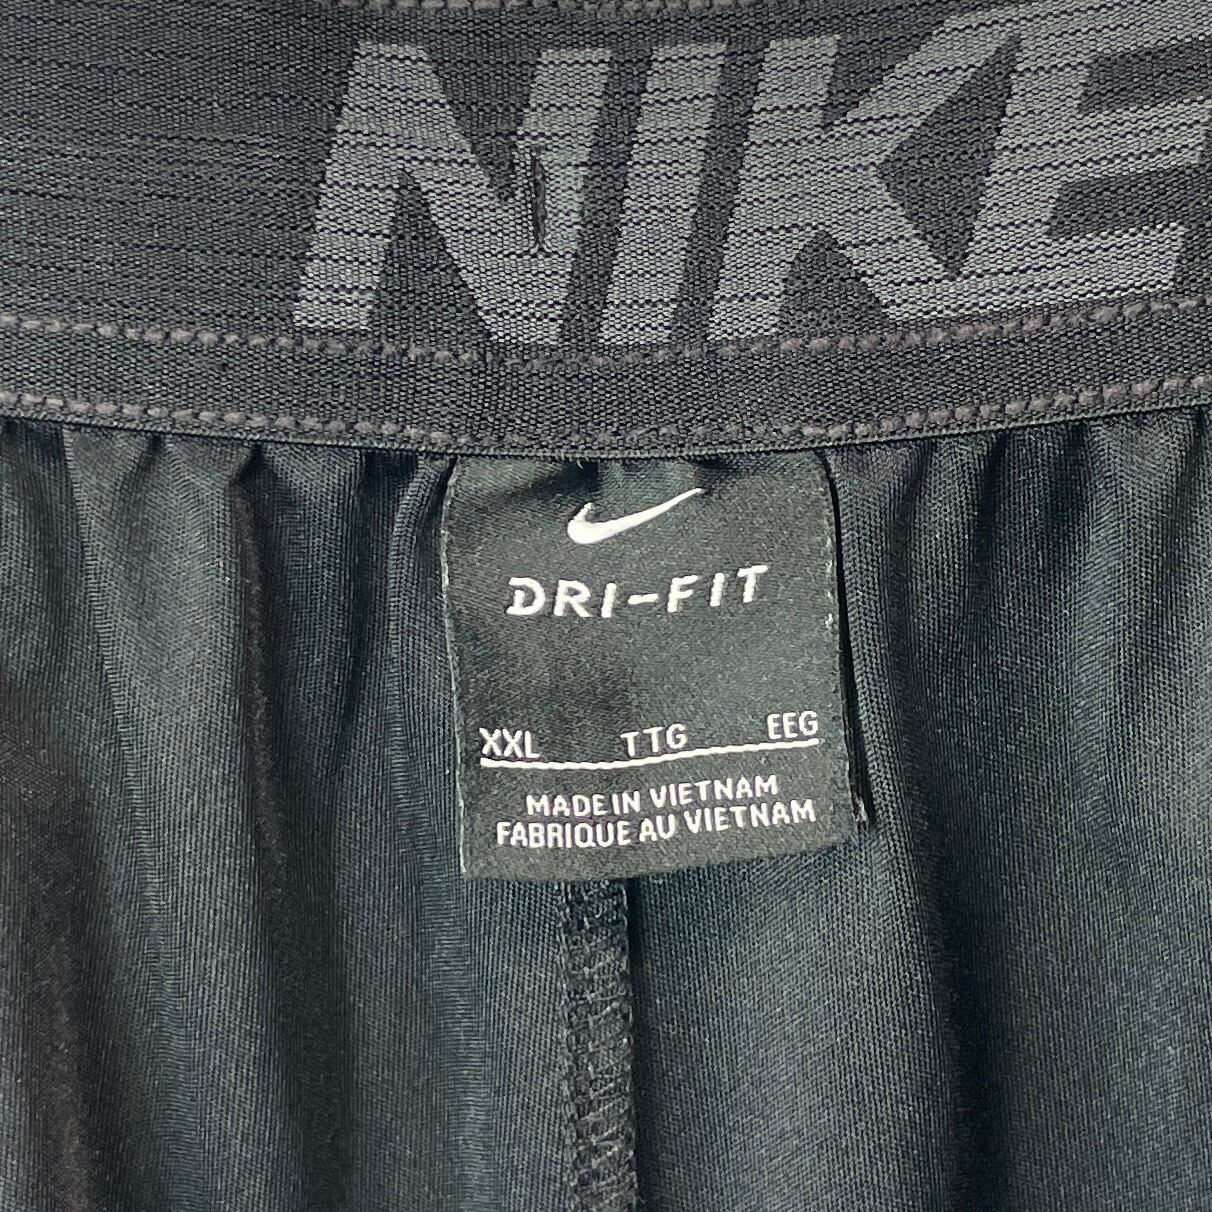 NIKE
DRI-FIT
XXL TTG EEG
MADE IN VIETNAM
FABRIQUE AU VIETNAM